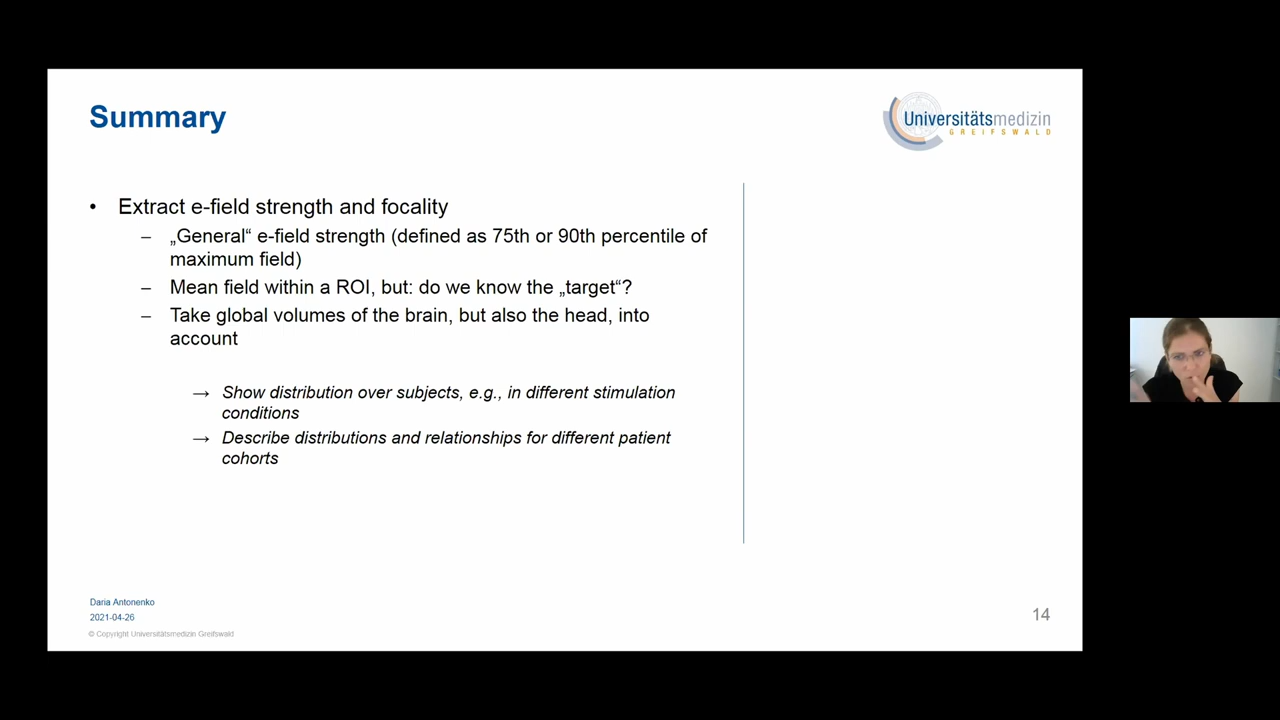 Summary
Universitätsmedizin
GREIFSWALD
• Extract e-field strength and focality
– „General“ e-field strength (defined as 75th or 90th percentile of
maximum field)
– Mean field within a ROI, but: do we know the „target“?
– Take global volumes of the brain, but also the head, into
account
→ Show distribution over subjects, e.g., in different stimulation
conditions
→ Describe distributions and relationships for different patient
cohorts
Daria Antonenko
2021-04-26
© Copyright Universitätsmedizin Greifswald
14